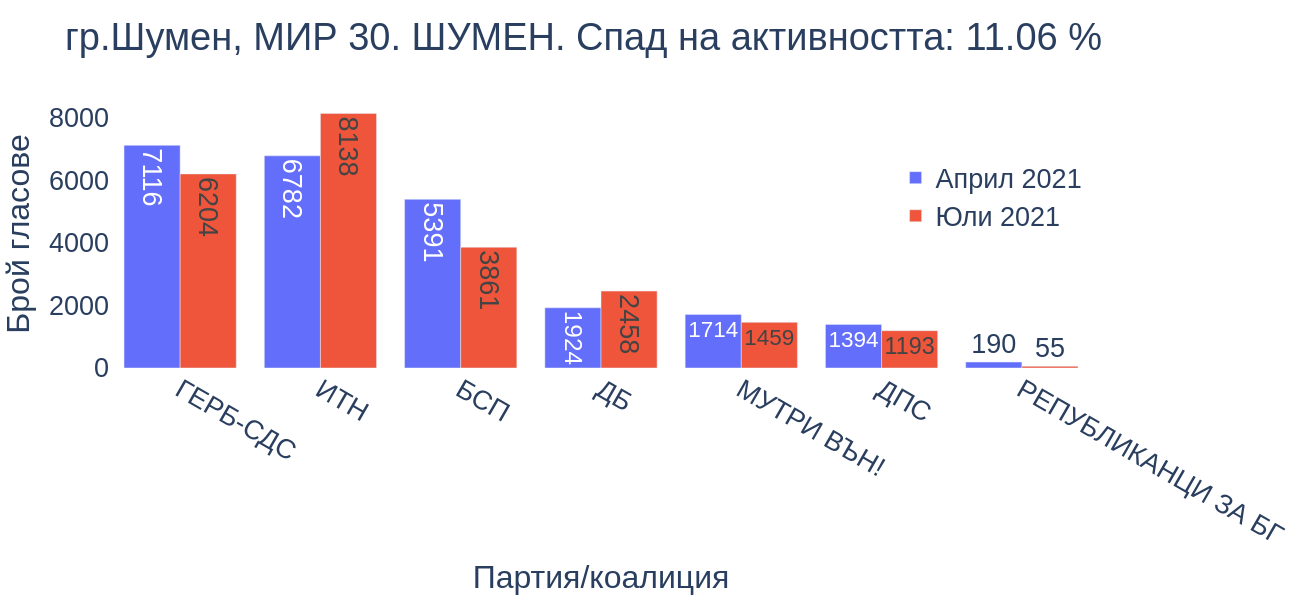 гр.Шумен, МИР 30. ШУМЕН. Спад на активността: 11.06 %
Брой гласове
8000
6000
4000
2000
0
7116
6204
6782
8138
5391
3861
1924
2458
1714
1459
1394
1193
190
55
Април 2021
Юли 2021
ГЕРБ-СДС
ИТН
БСП
ДБ
МУТРИ ВЪН!
ДПС
РЕПУБЛИКАНЦИ ЗА БГ
Партия/коалиция